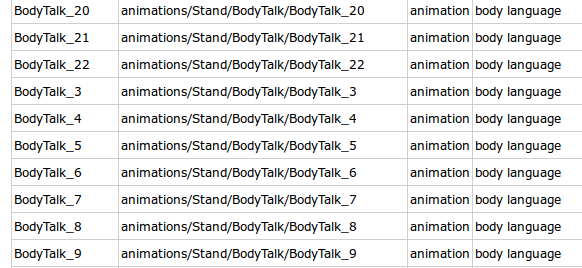 BodyTalk_20 animations/Stand/BodyTalk/BodyTalk_20 animation body language
BodyTalk_21 animations/Stand/BodyTalk/BodyTalk_21 animation body language
BodyTalk_22 animations/Stand/BodyTalk/BodyTalk_22 animation body language
BodyTalk_3 animations/Stand/BodyTalk/BodyTalk_3 animation body language
BodyTalk_4 animations/Stand/BodyTalk/BodyTalk_4 animation body language
BodyTalk_5 animations/Stand/BodyTalk/BodyTalk_5 animation body language
BodyTalk_6 animations/Stand/BodyTalk/BodyTalk_6 animation body language
BodyTalk_7 animations/Stand/BodyTalk/BodyTalk_7 animation body language
BodyTalk_8 animations/Stand/BodyTalk/BodyTalk_8 animation body language
BodyTalk_9 animations/Stand/BodyTalk/BodyTalk_9 animation body language